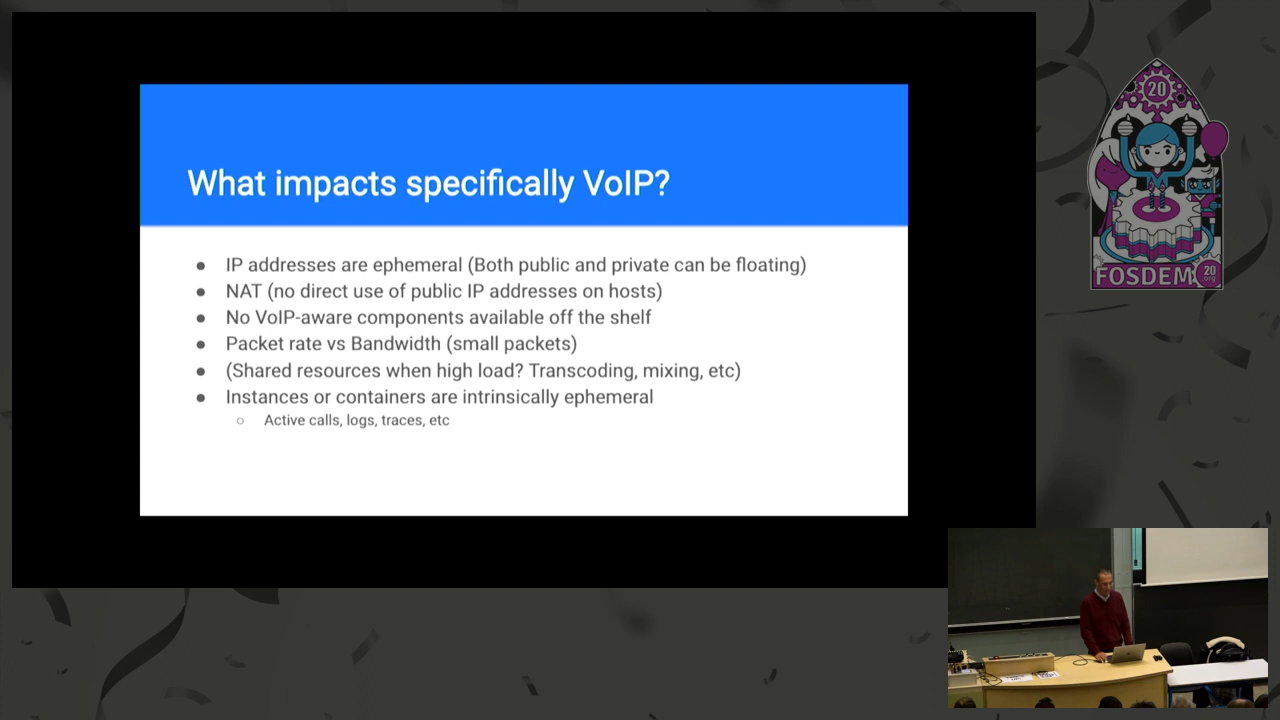 What impacts specifically VoIP?
● IP addresses are ephemeral (Both public and private can be floating)
● NAT (no direct use of public IP addresses on hosts)
● No VoIP-aware components available off the shelf
● Packet rate vs Bandwidth (small packets)
● (Shared resources when high load? Transcoding, mixing, etc)
● Instances or containers are intrinsically ephemeral
○ Active calls, logs, traces, etc
20
FOSDEM
20
.org